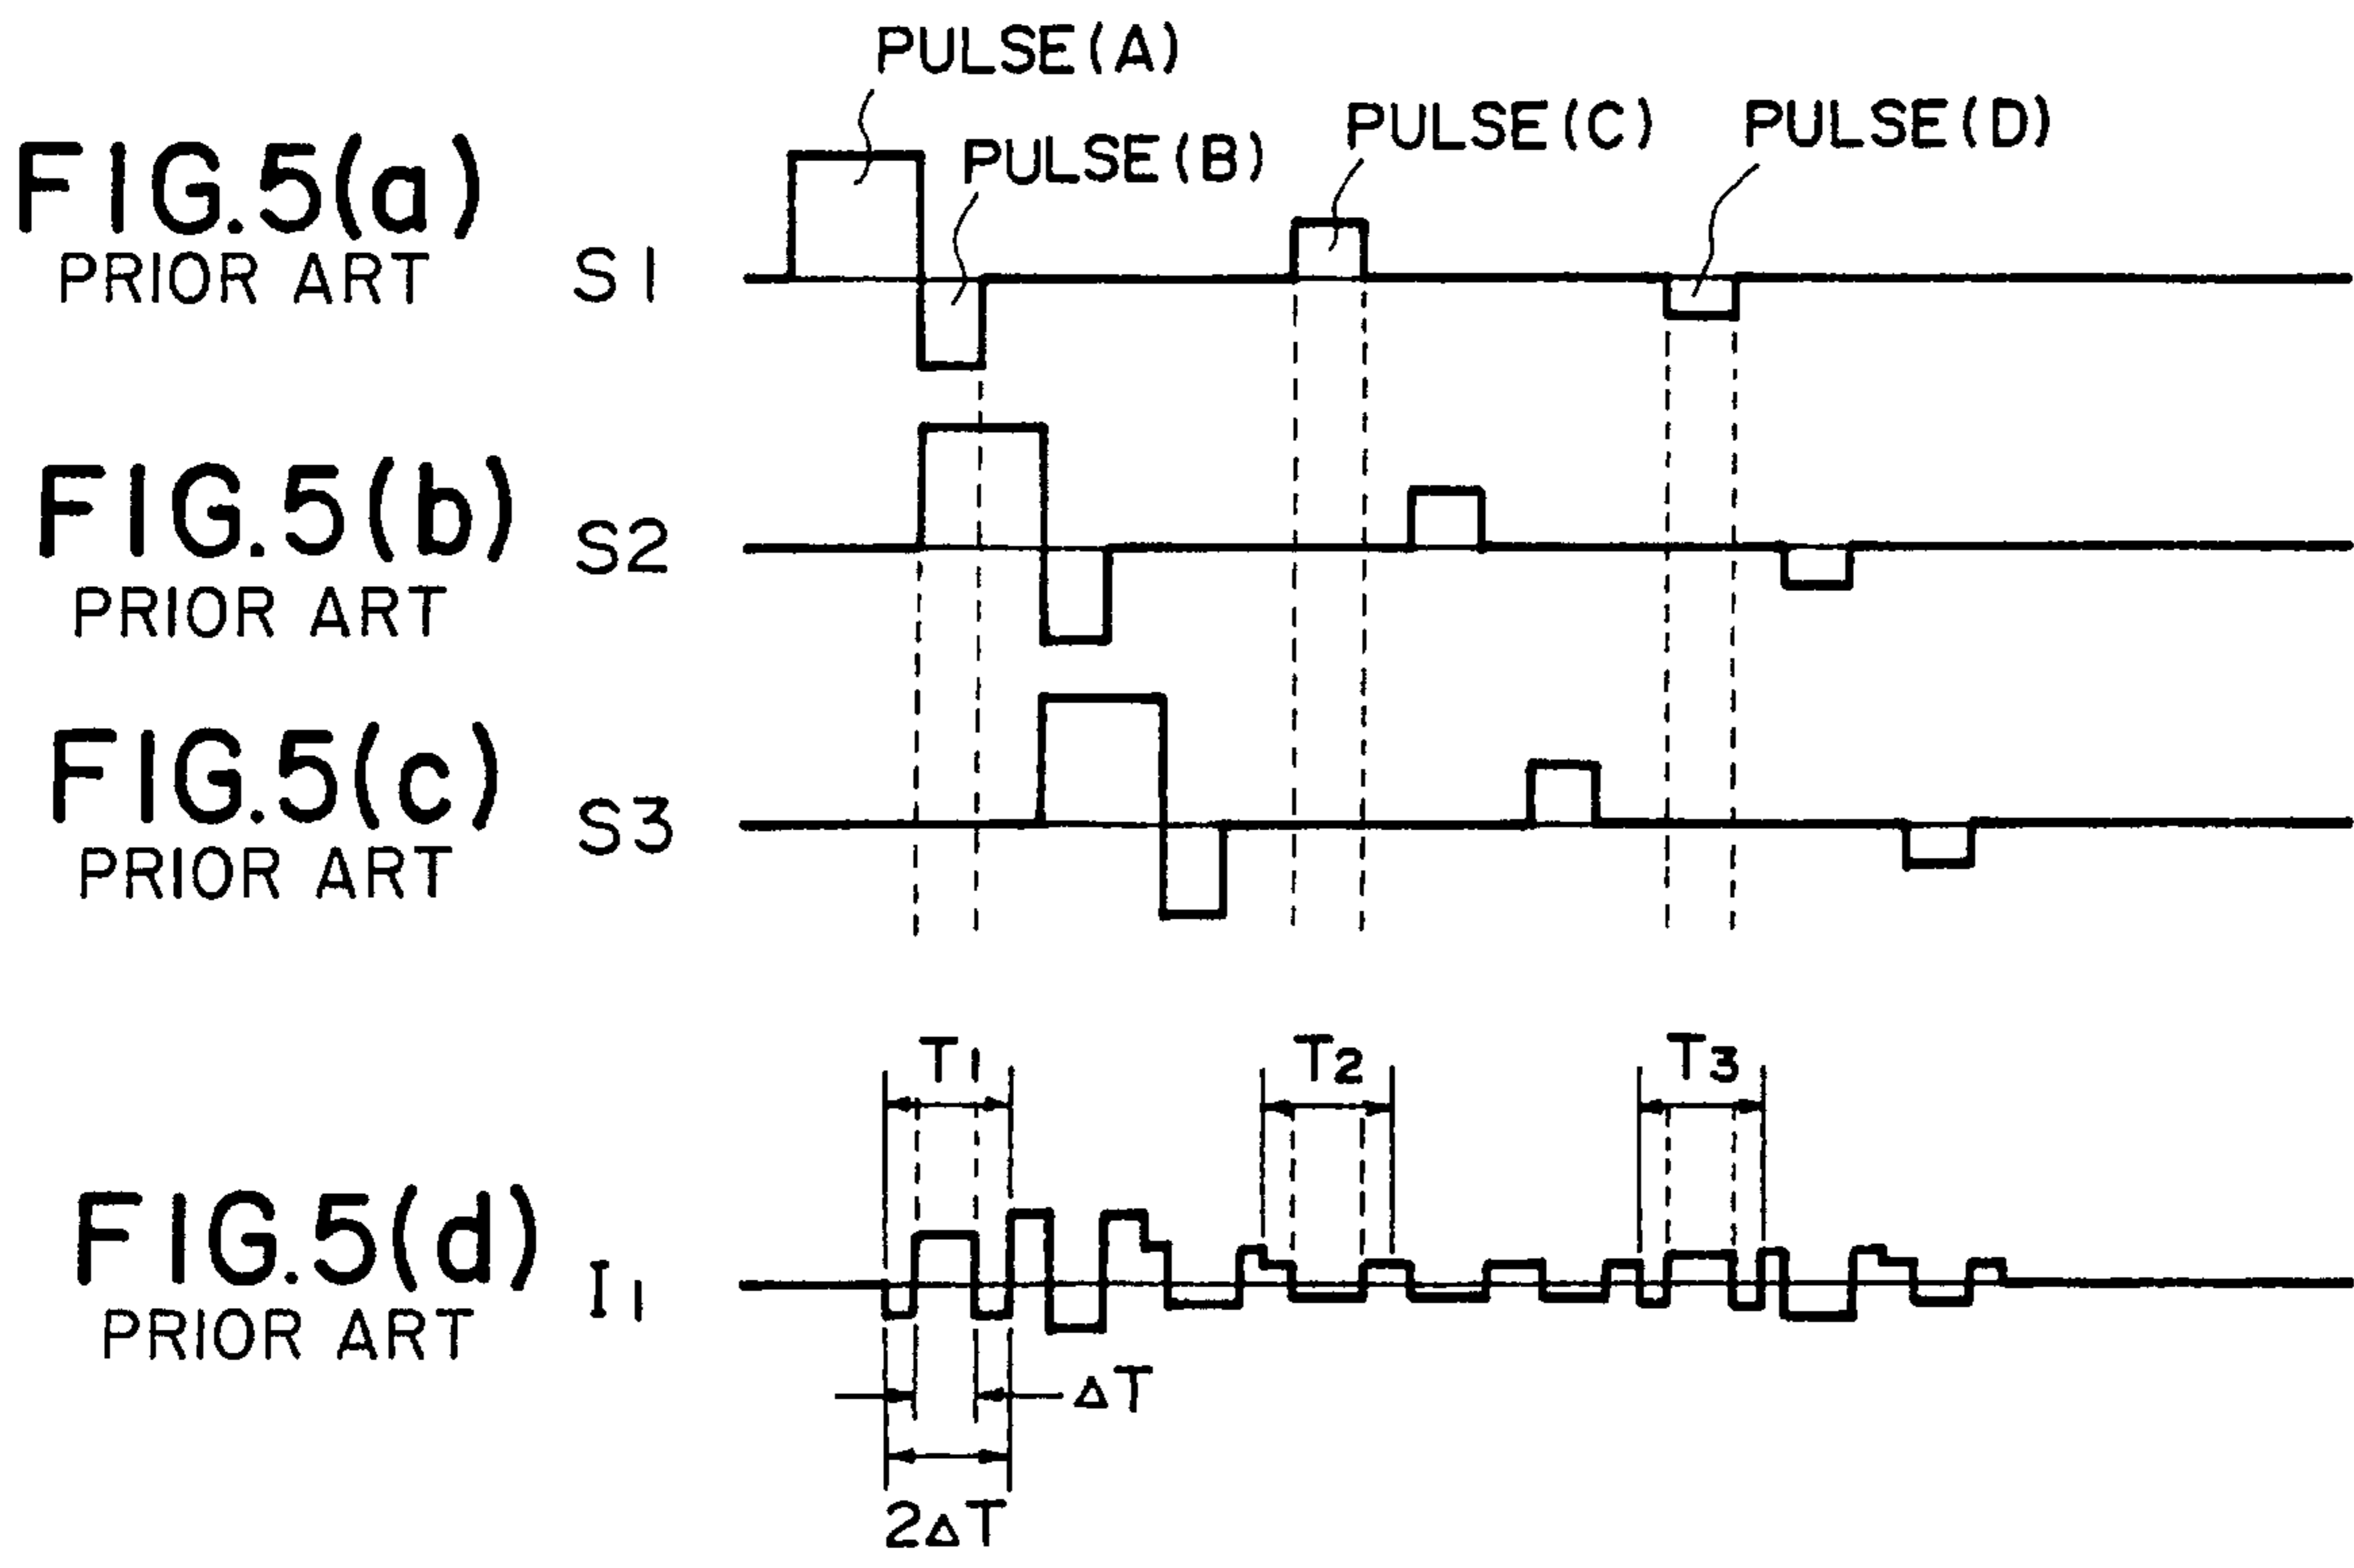 PULSE(A)
PULSE(B)
PULSE(C)
PULSE(D)
FIG.5(a)
PRIOR ART
S1
FIG.5(b)
PRIOR ART
S2
FIG.5(c)
PRIOR ART
S3
T1
T2
T3
FIG.5(d)
PRIOR ART
I1
ΔT
2ΔT